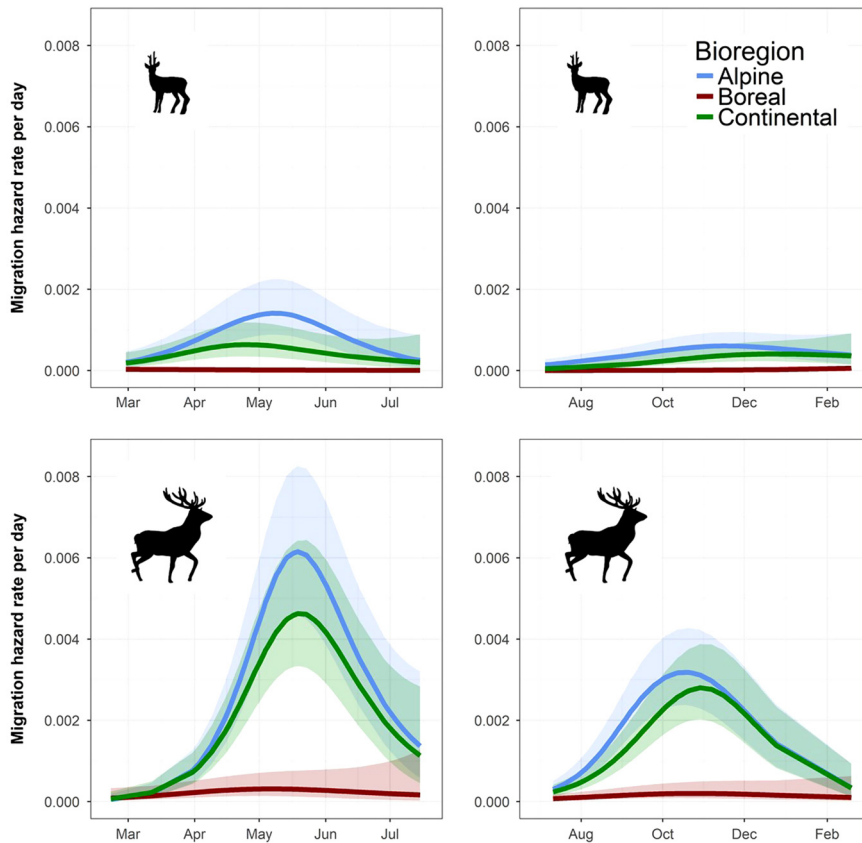 Migration hazard rate per day
0.008
0.006
0.004
0.002
0.000
Mar Apr May Jun Jul
0.008
0.006
0.004
0.002
0.000
Aug Oct Dec Feb
Bioregion
Alpine
Boreal
Continental
Migration hazard rate per day
0.008
0.006
0.004
0.002
0.000
Mar Apr May Jun Jul
0.008
0.006
0.004
0.002
0.000
Aug Oct Dec Feb